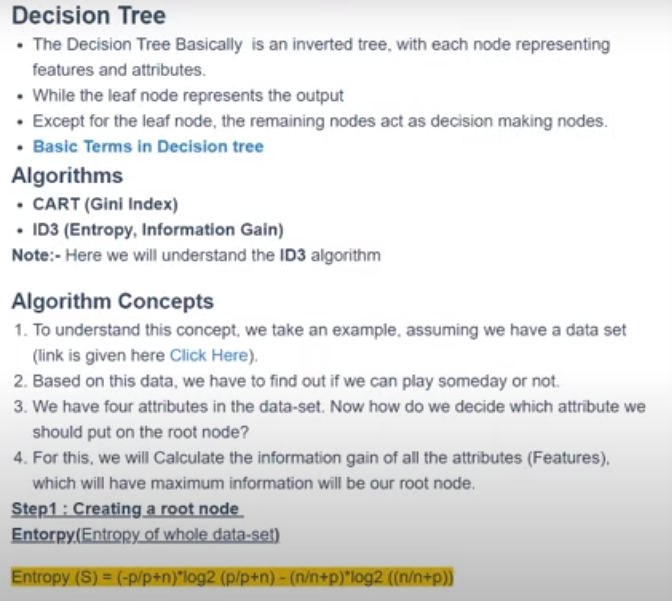 Decision Tree
• The Decision Tree Basically is an inverted tree, with each node representing
features and attributes.
• While the leaf node represents the output
• Except for the leaf node, the remaining nodes act as decision making nodes.
• Basic Terms in Decision tree
Algorithms
• CART (Gini Index)
• ID3 (Entropy, Information Gain)
Note:- Here we will understand the ID3 algorithm
Algorithm Concepts
1. To understand this concept, we take an example, assuming we have a data set
(link is given here Click Here).
2. Based on this data, we have to find out if we can play someday or not.
3. We have four attributes in the data-set. Now how do we decide which attribute we
should put on the root node?
4. For this, we will Calculate the information gain of all the attributes (Features),
which will have maximum information will be our root node.
Step1 : Creating a root node
Entorpy(Entropy of whole data-set)
Entropy (S) = (-p/p+n)*log2 (p/p+n) - (n/n+p)*log2 ((n/n+p))